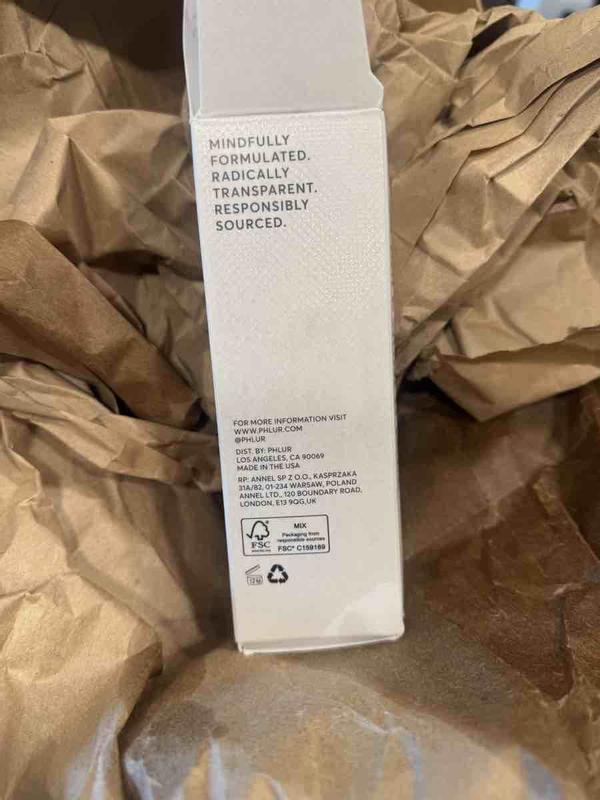 MINDFULLY
FORMULATED.
RADICALLY
TRANSPARENT.
RESPONSIBLY
SOURCED.
FOR MORE INFORMATION VISIT
WWW.PHLUR.COM
@PHLUR
DIST. BY: PHLUR
LOS ANGELES, CA 90069
MADE IN THE USA
RP: ANNEL SP Z O.O., KASPRZAKA
31A/82, 01-234 WARSAW, POLAND
ANNEL LTD., 120 BOUNDARY ROAD,
LONDON, E13 9QG,UK
FSC
MIX
Packaging from
responsible sources
FSC® C159189